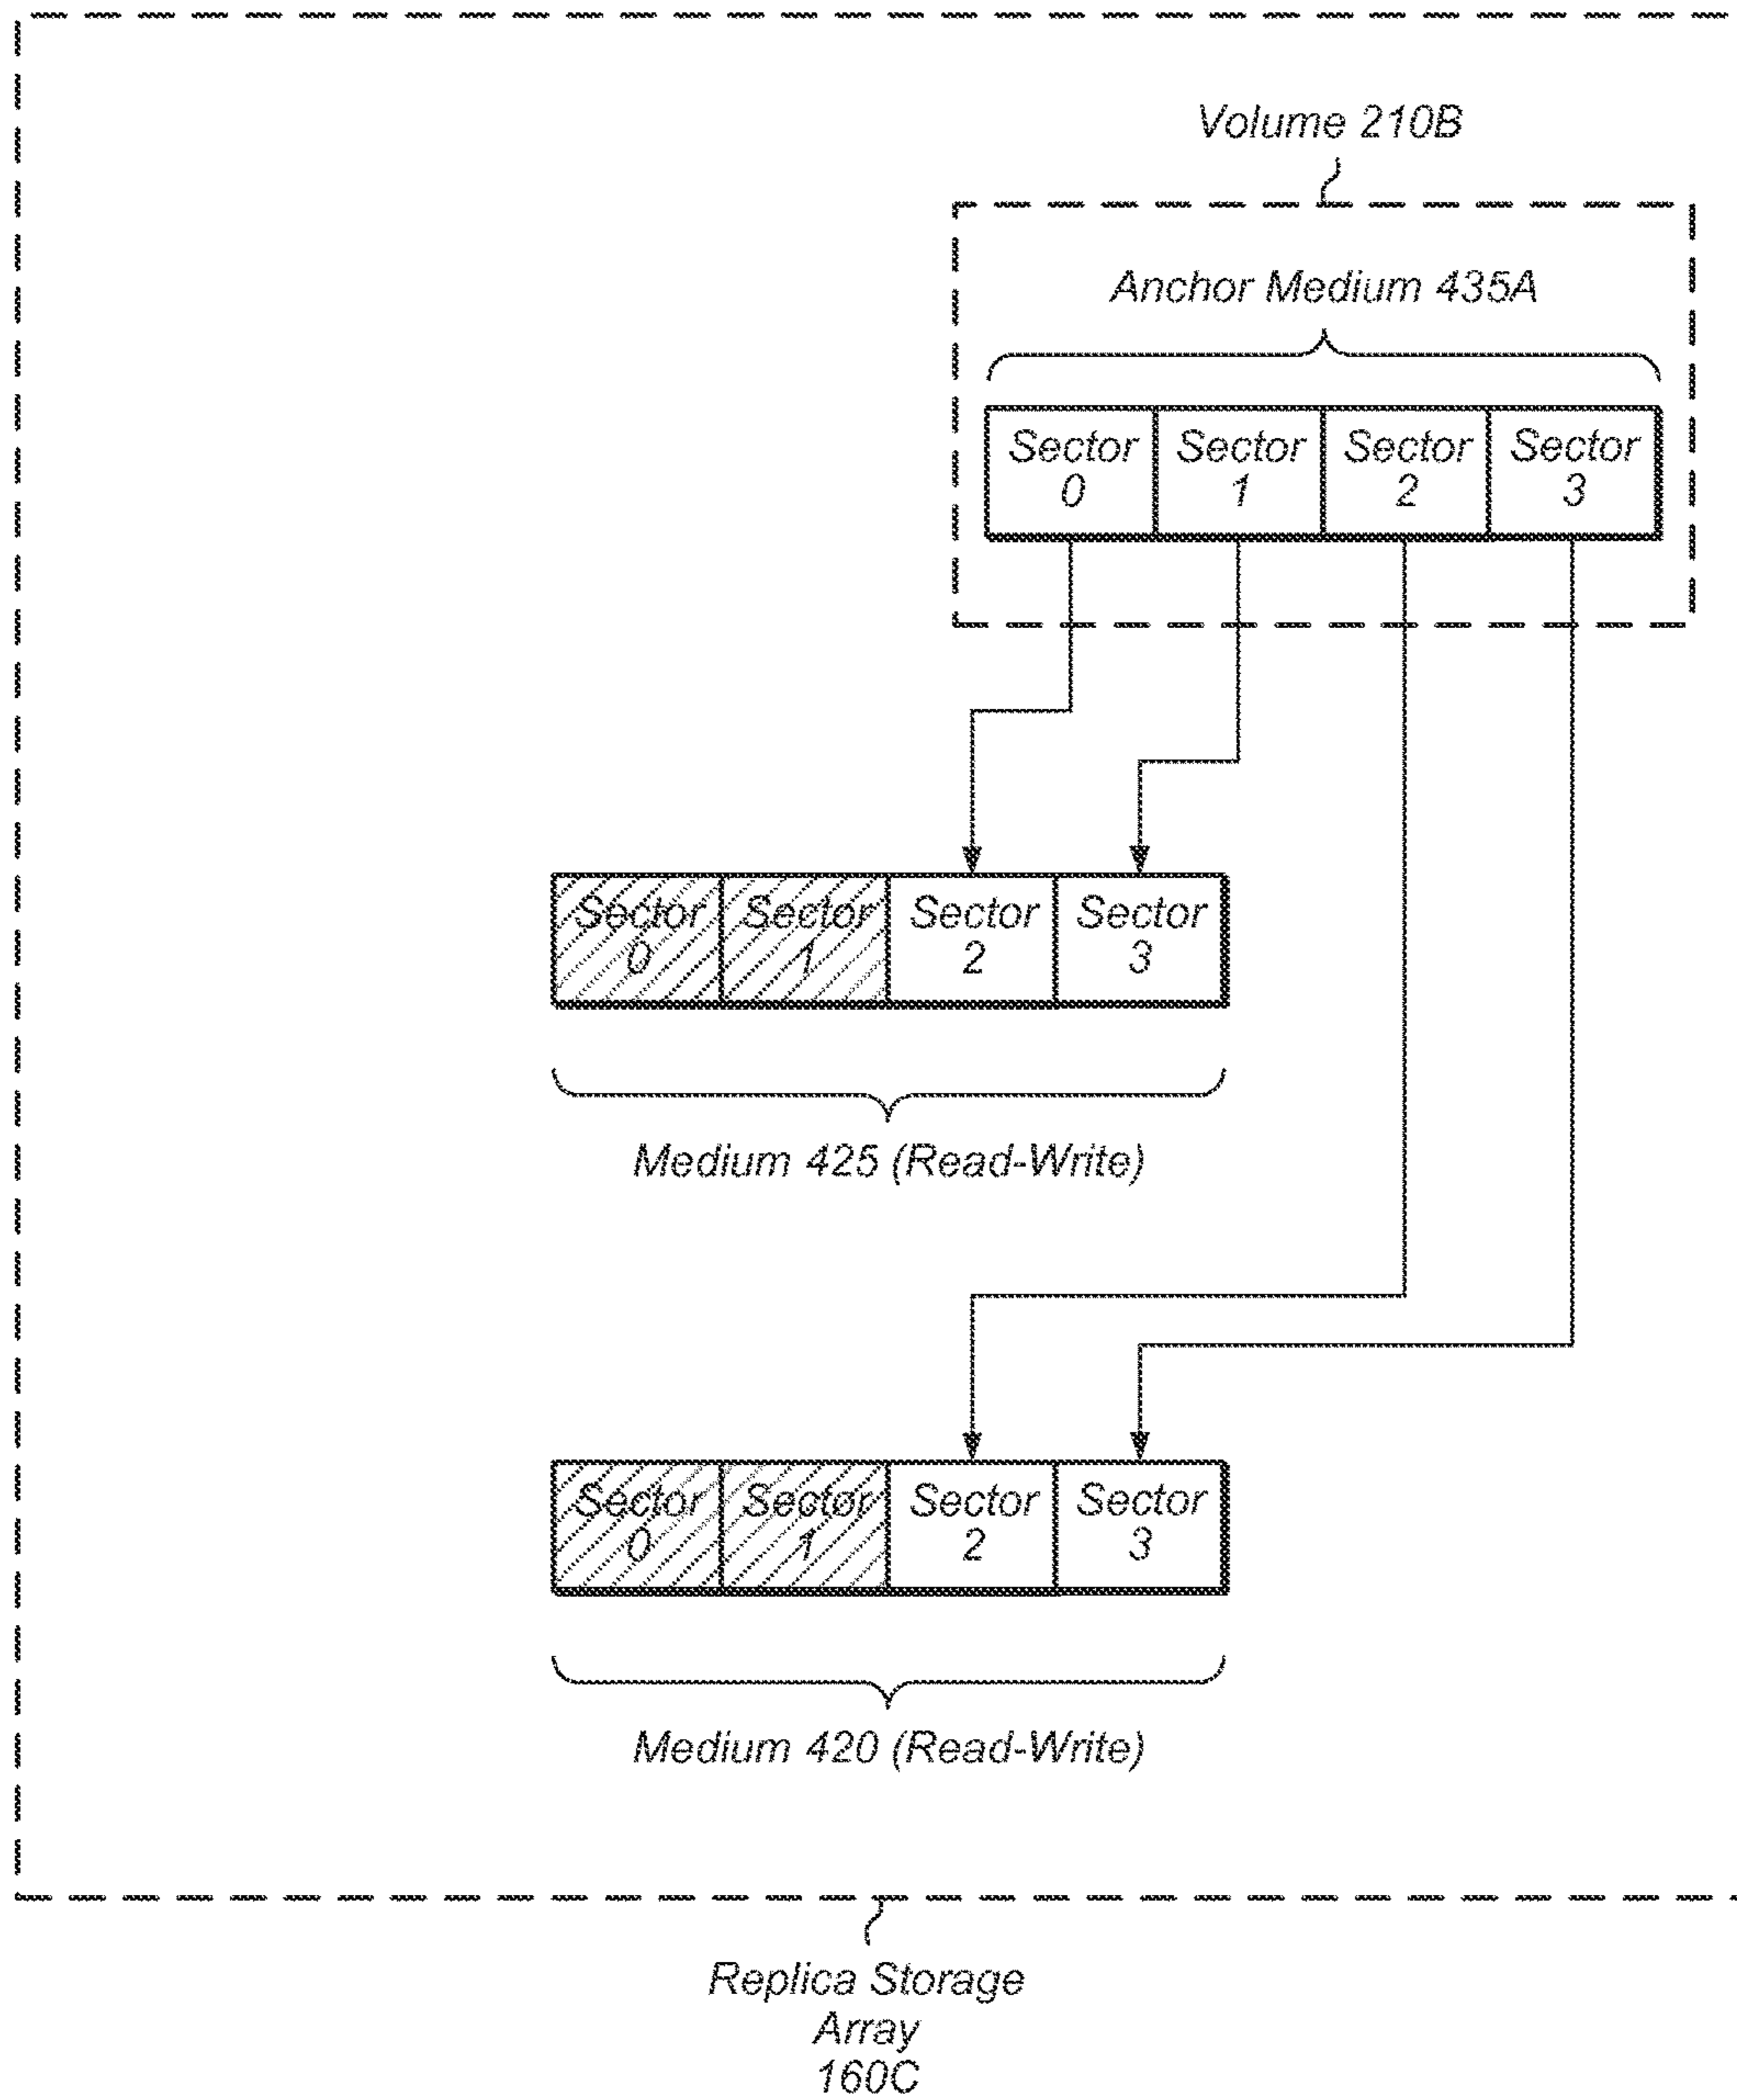 Volume 210B
Anchor Medium 435A
Sector 0
Sector 1
Sector 2
Sector 3
Sector 0
Sector 1
Sector 2
Sector 3
Medium 425 (Read-Write)
Sector 0
Sector 1
Sector 2
Sector 3
Medium 420 (Read-Write)
Replica Storage
Array
160C